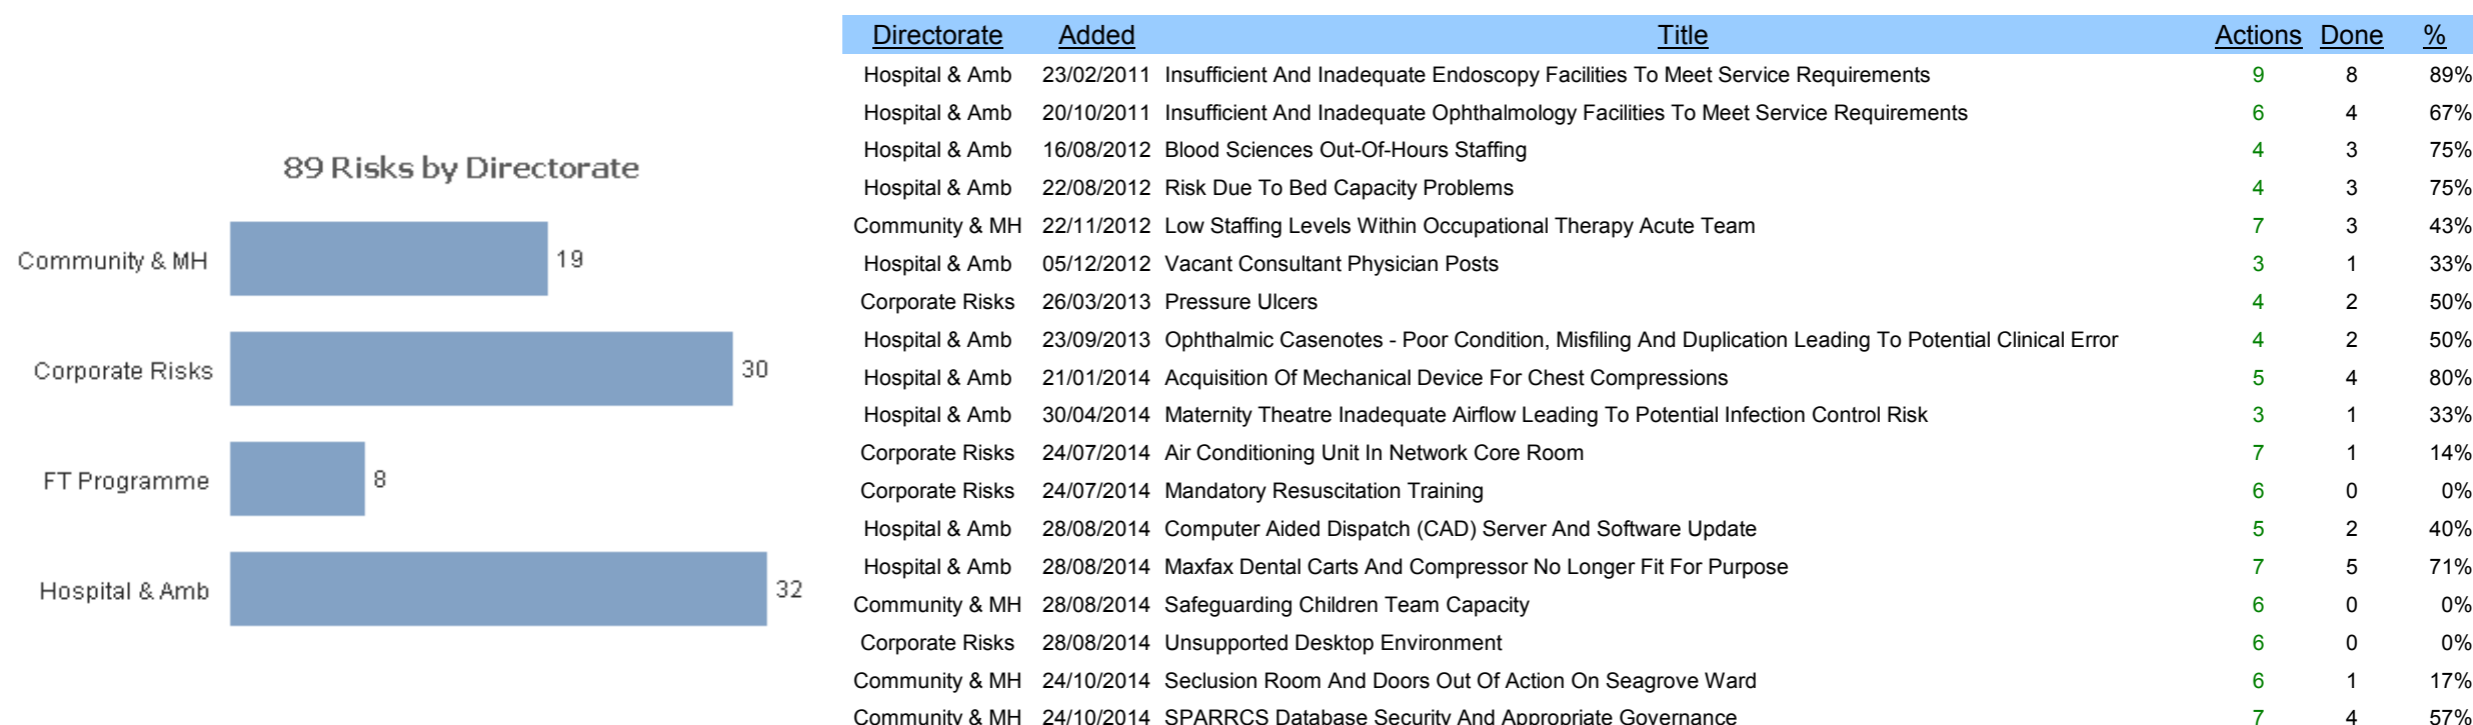 89 Risks by Directorate
Community & MH 19
Corporate Risks 30
FT Programme 8
Hospital & Amb 32
Directorate Added Title Actions Done %
Hospital & Amb 23/02/2011 Insufficient And Inadequate Endoscopy Facilities To Meet Service Requirements 9 8 89%
Hospital & Amb 20/10/2011 Insufficient And Inadequate Ophthalmology Facilities To Meet Service Requirements 6 4 67%
Hospital & Amb 16/08/2012 Blood Sciences Out-Of-Hours Staffing 4 3 75%
Hospital & Amb 22/08/2012 Risk Due To Bed Capacity Problems 4 3 75%
Community & MH 22/11/2012 Low Staffing Levels Within Occupational Therapy Acute Team 7 3 43%
Hospital & Amb 05/12/2012 Vacant Consultant Physician Posts 3 1 33%
Corporate Risks 26/03/2013 Pressure Ulcers 4 2 50%
Hospital & Amb 23/09/2013 Ophthalmic Casenotes - Poor Condition, Misfiling And Duplication Leading To Potential Clinical Error 4 2 50%
Hospital & Amb 21/01/2014 Acquisition Of Mechanical Device For Chest Compressions 5 4 80%
Hospital & Amb 30/04/2014 Maternity Theatre Inadequate Airflow Leading To Potential Infection Control Risk 3 1 33%
Corporate Risks 24/07/2014 Air Conditioning Unit In Network Core Room 7 1 14%
Corporate Risks 24/07/2014 Mandatory Resuscitation Training 6 0 0%
Hospital & Amb 28/08/2014 Computer Aided Dispatch (CAD) Server And Software Update 5 2 40%
Hospital & Amb 28/08/2014 Maxfax Dental Carts And Compressor No Longer Fit For Purpose 7 5 71%
Community & MH 28/08/2014 Safeguarding Children Team Capacity 6 0 0%
Corporate Risks 28/08/2014 Unsupported Desktop Environment 6 0 0%
Community & MH 24/10/2014 Seclusion Room And Doors Out Of Action On Seagrove Ward 6 1 17%
Community & MH 24/10/2014 SPARRCS Database Security And Appropriate Governance 7 4 57%